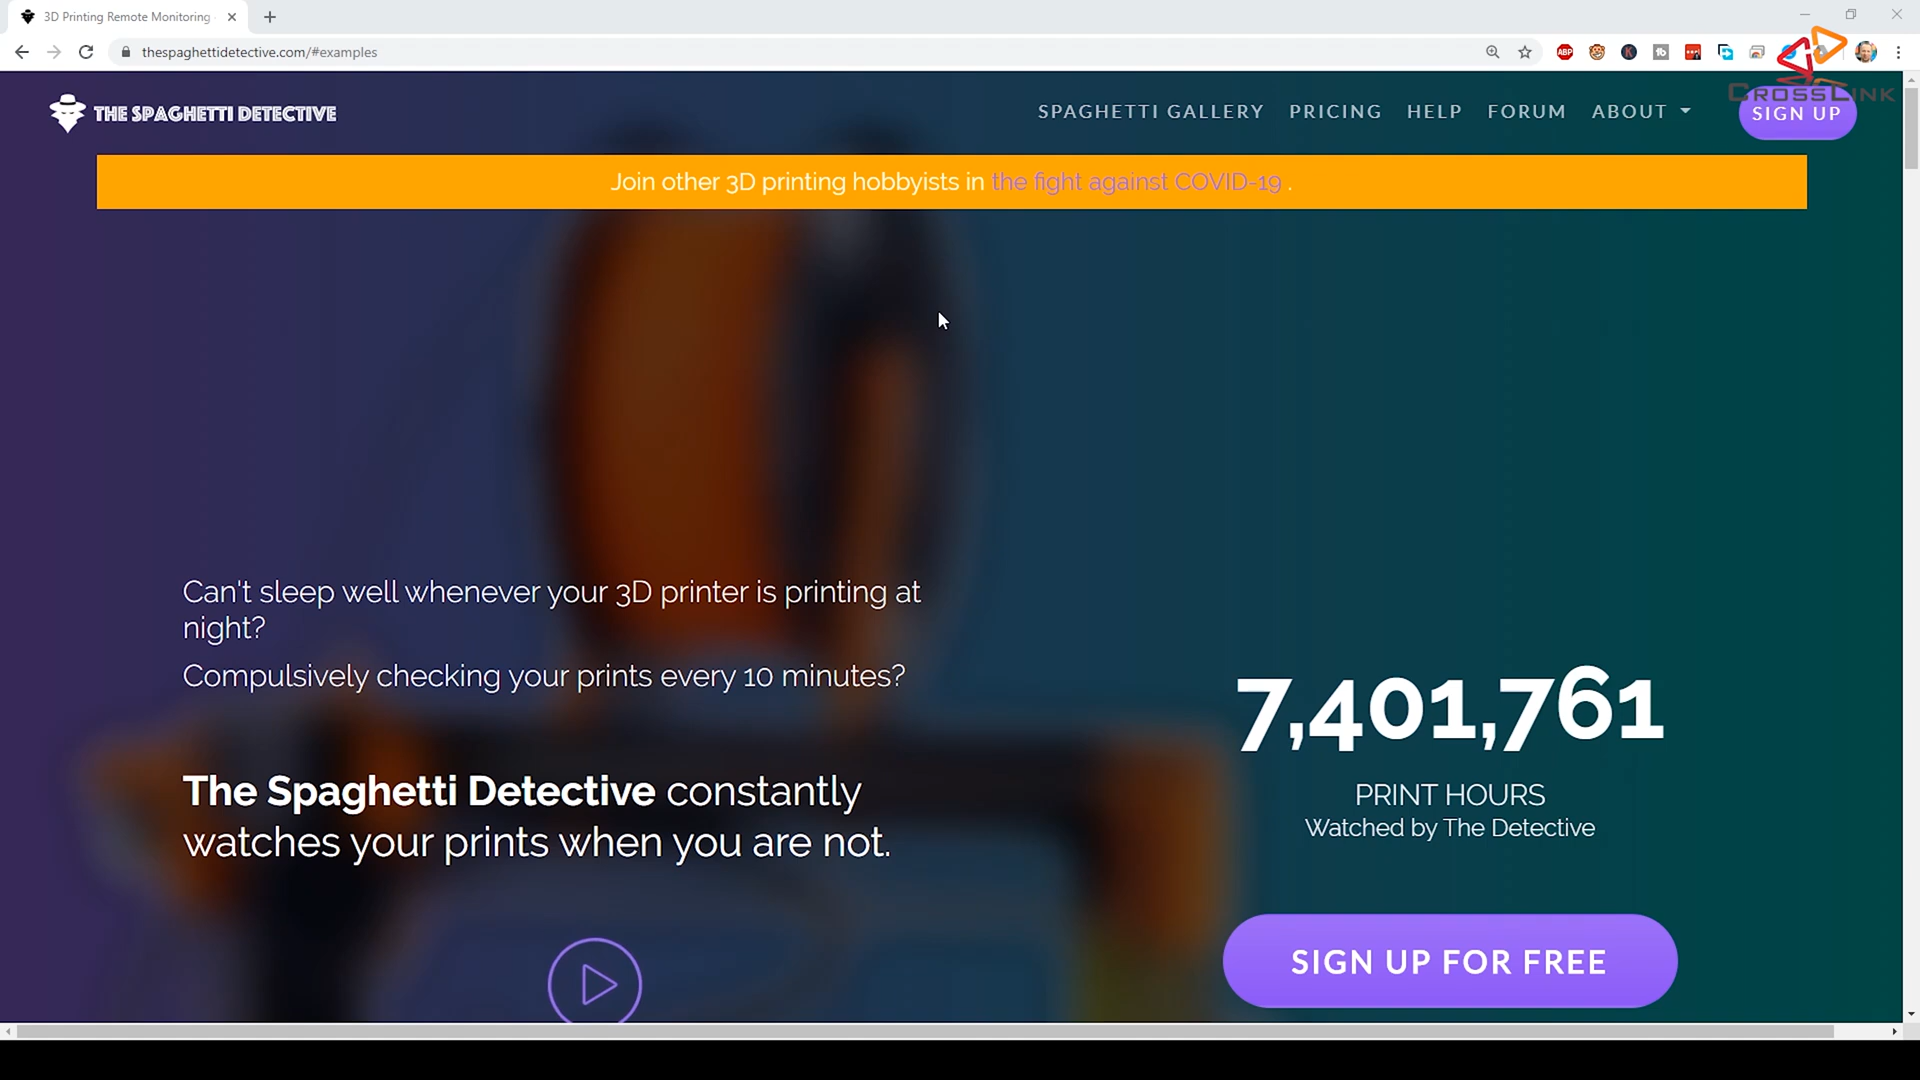 3D Printing Remote Monitoring
thespaghettidetective.com/#examples
ABP
CROSSLINK
THE SPAGHETTI DETECTIVE
SPAGHETTI GALLERY PRICING HELP FORUM ABOUT SIGN UP
Join other 3D printing hobbyists in the fight against COVID-19 .
Can't sleep well whenever your 3D printer is printing at
night?
Compulsively checking your prints every 10 minutes?
The Spaghetti Detective constantly
watches your prints when you are not.
7,401,761
PRINT HOURS
Watched by The Detective
SIGN UP FOR FREE